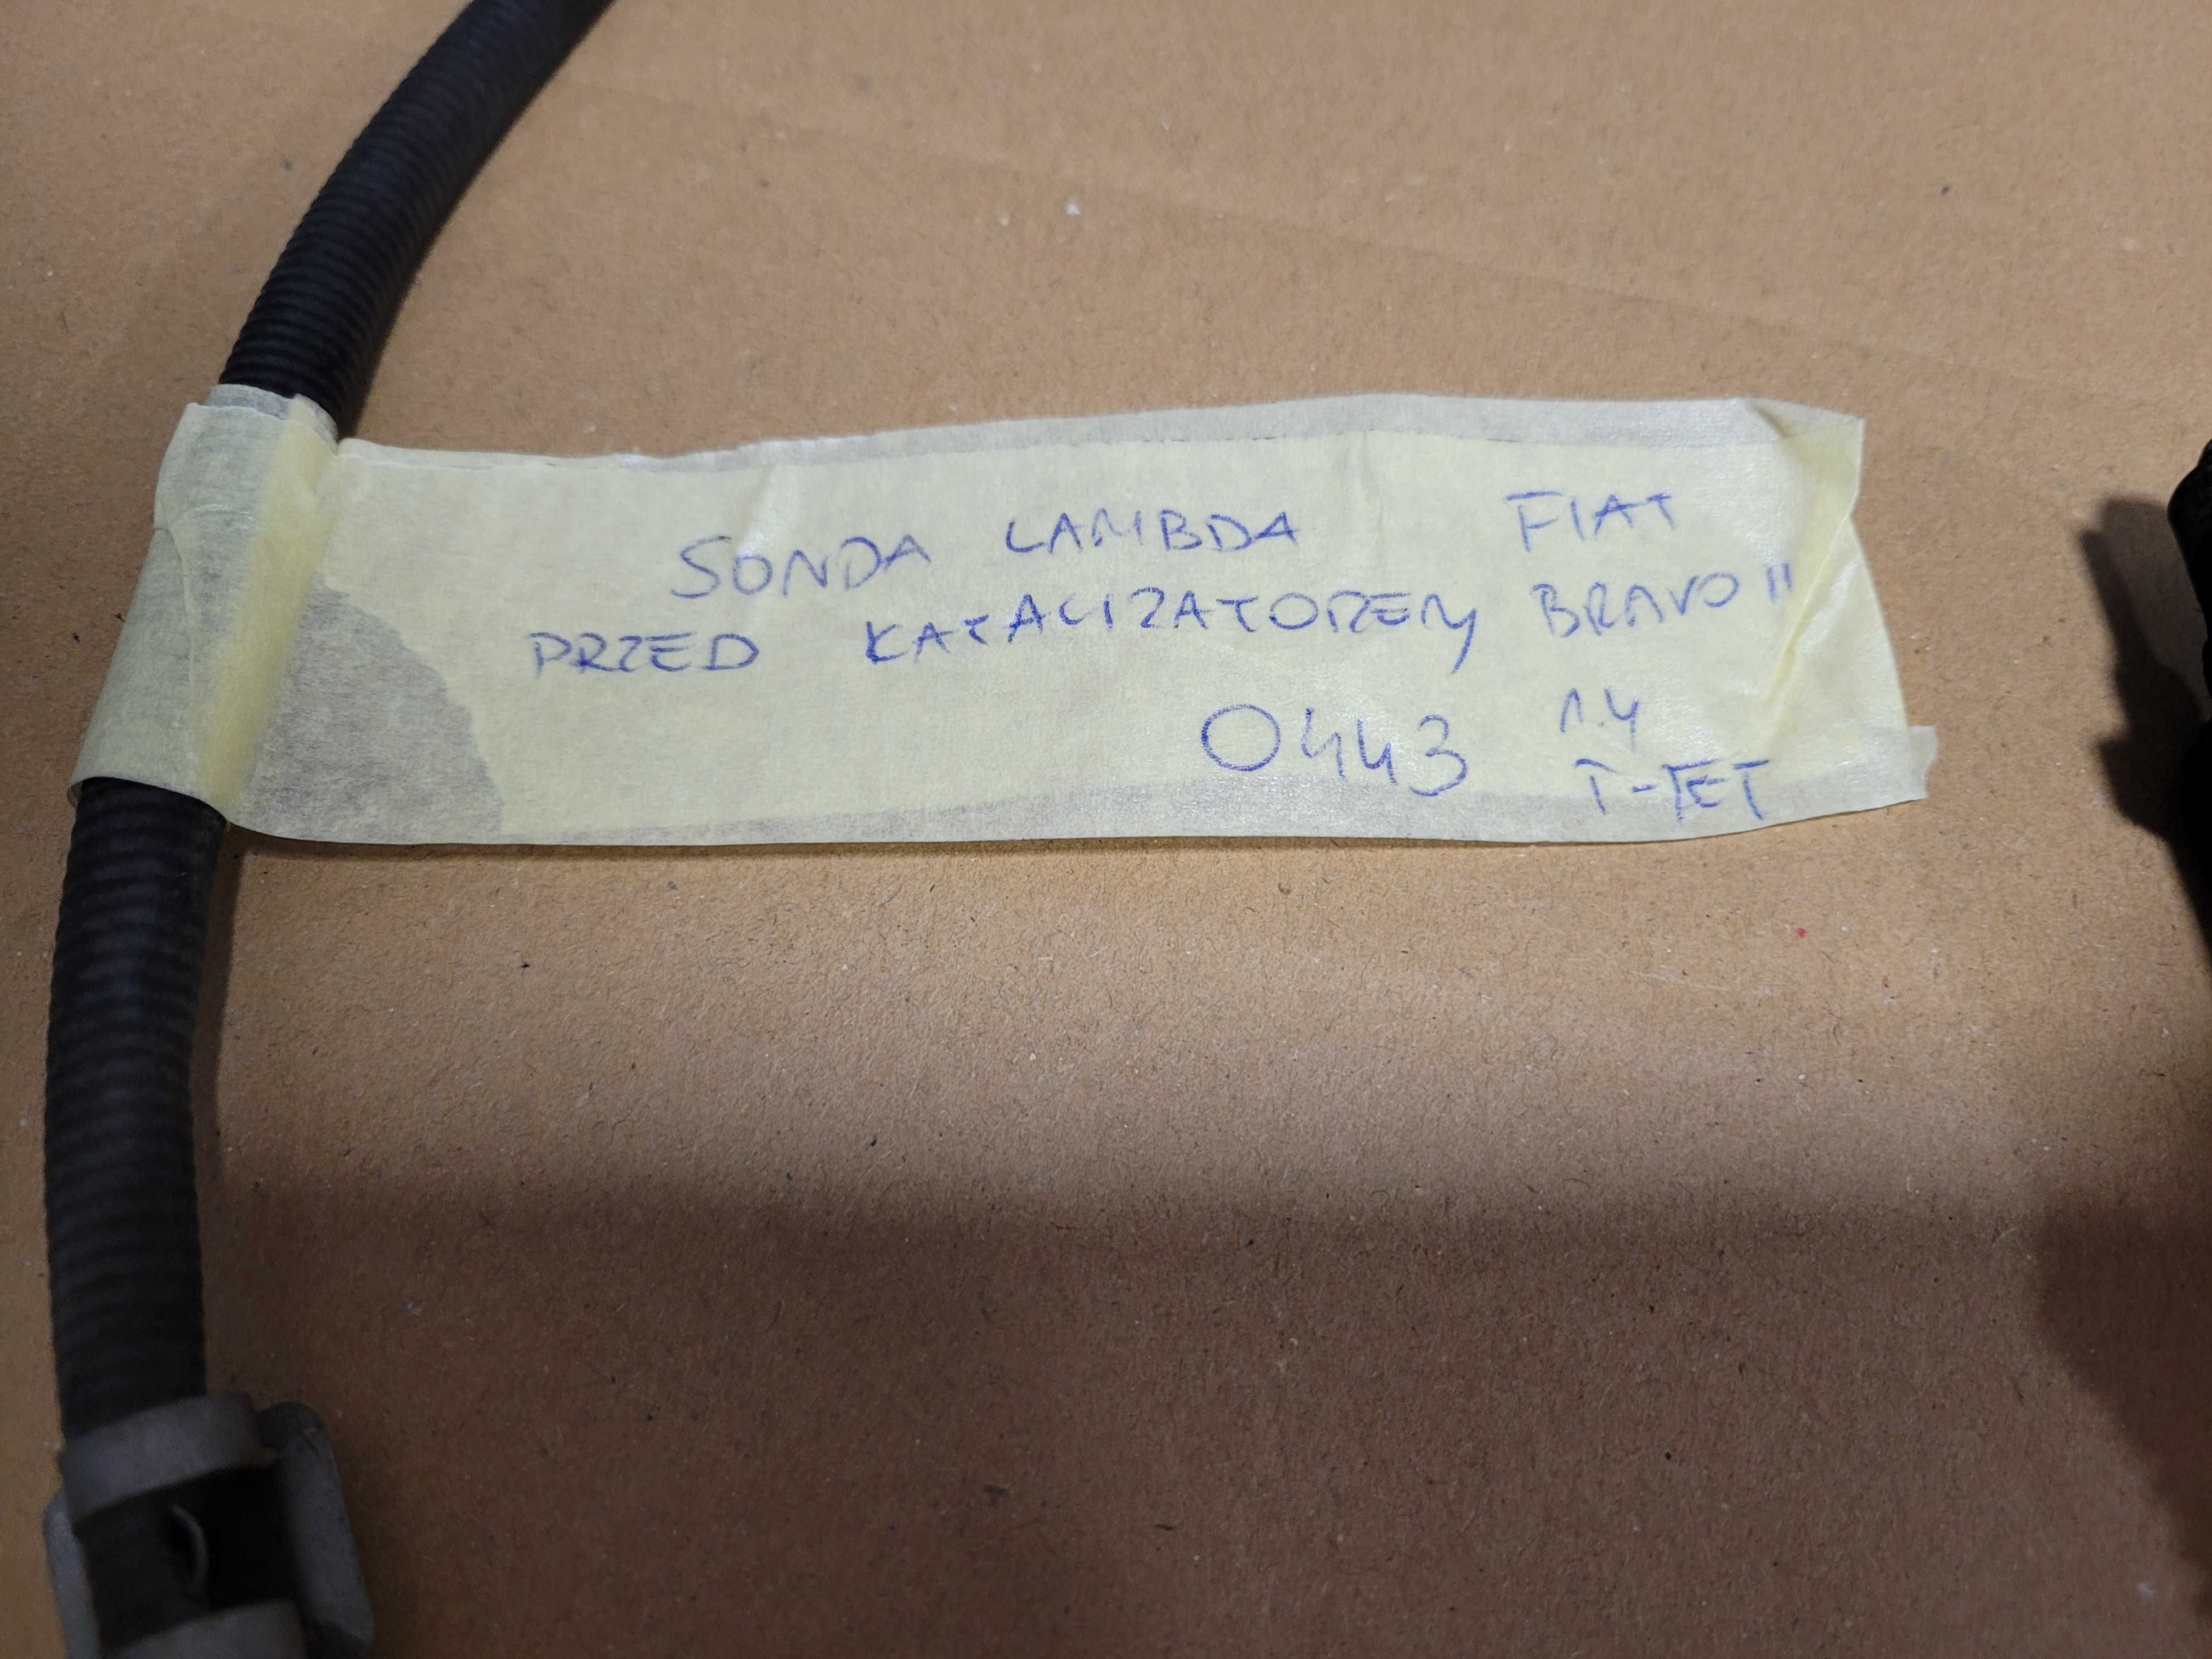 SONDA LAMBDA FIAT
PRZED KATALIZATOREM BRAVO II
0443 1.4
T-JET